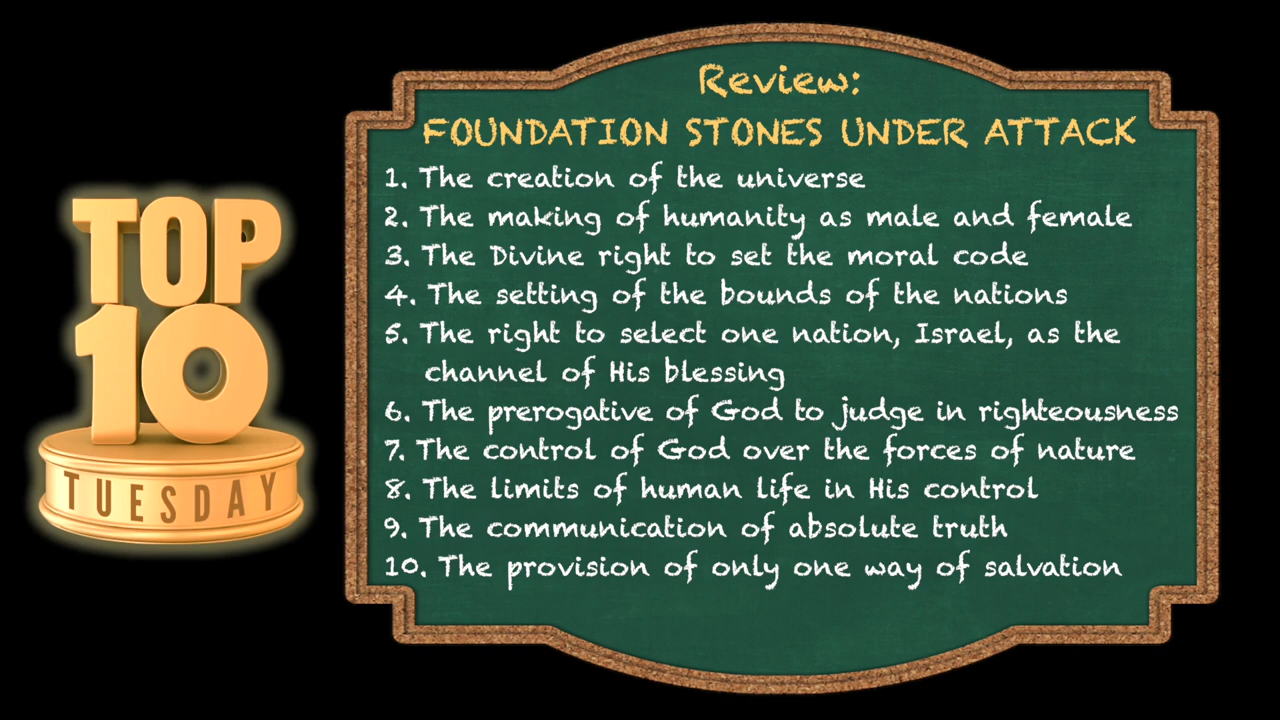 TOP
10
TUESDAY
Review:
FOUNDATION STONES UNDER ATTACK
1. The creation of the universe
2. The making of humanity as male and female
3. The Divine right to set the moral code
4. The setting of the bounds of the nations
5. The right to select one nation, Israel, as the
channel of His blessing
6. The prerogative of God to judge in righteousness
7. The control of God over the forces of nature
8. The limits of human life in His control
9. The communication of absolute truth
10. The provision of only one way of salvation